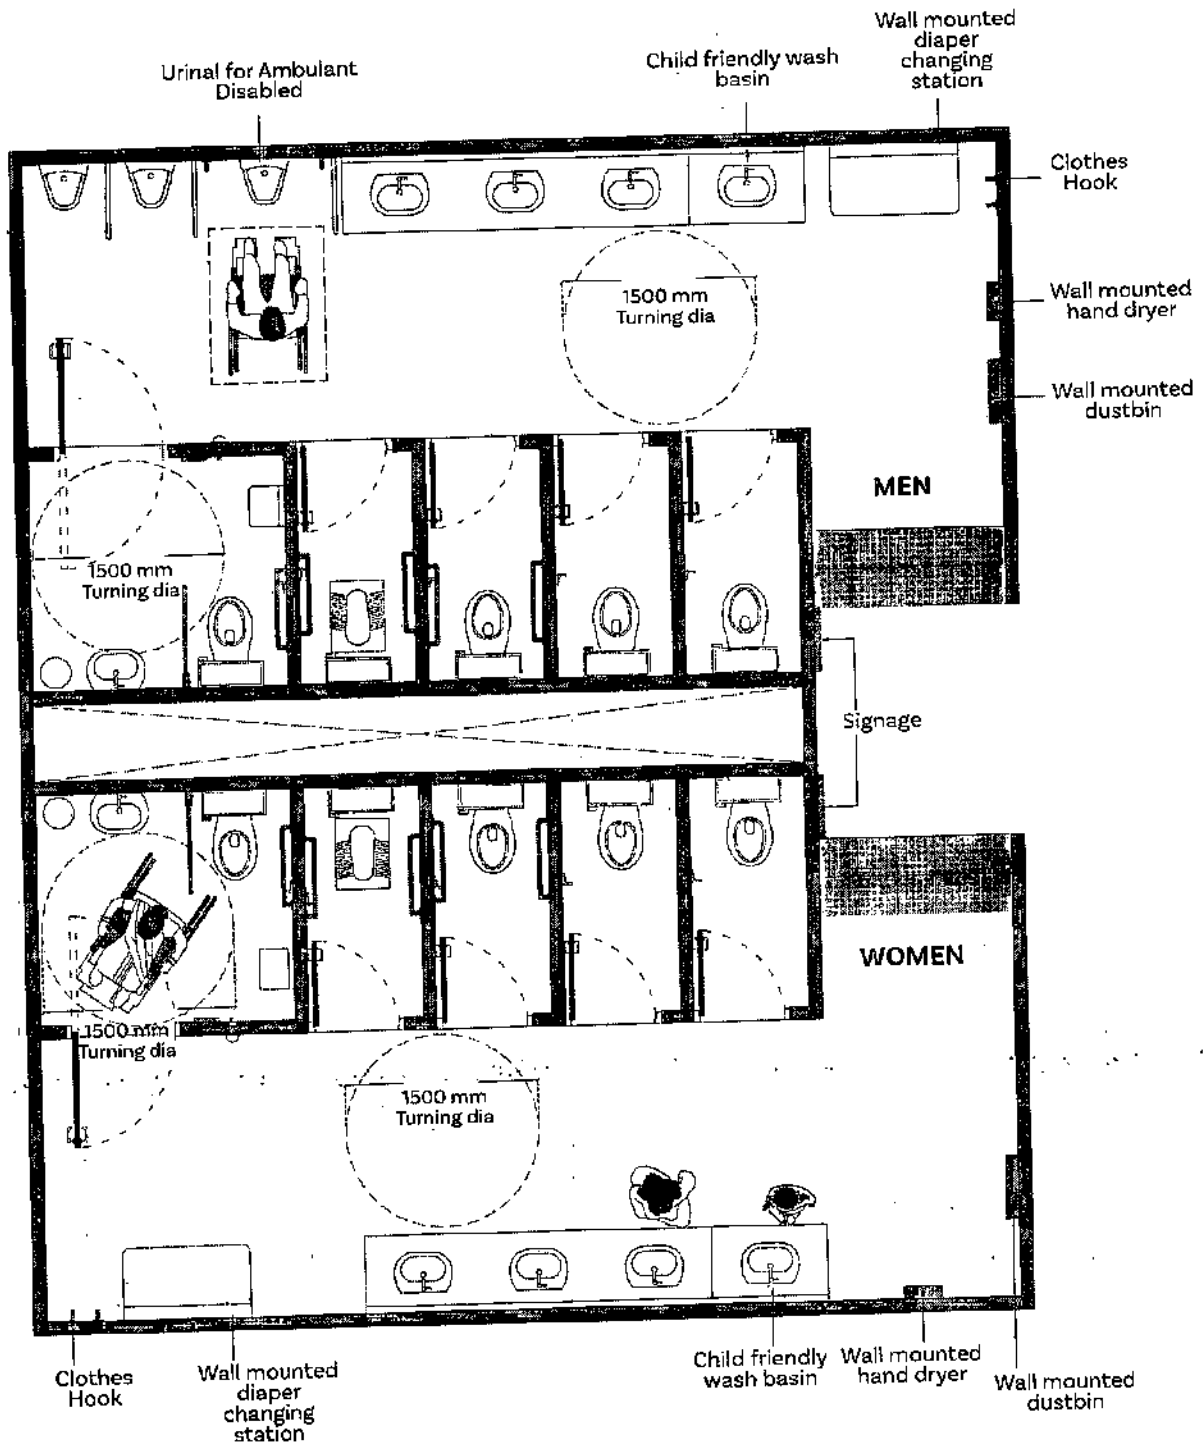 Wall mounted
diaper
changing
station
Child friendly wash
basin
Urinal for Ambulant
Disabled
Clothes
Hook
1500 mm
Turning dia
Wall mounted
hand dryer
Wall mounted
dustbin
MEN
1500 mm
Turning dia
Signage
WOMEN
1500 mm
Turning dia
1500 mm
Turning dia
Clothes
Hook
Wall mounted
diaper
changing
station
Child friendly
wash basin
Wall mounted
hand dryer
Wall mounted
dustbin